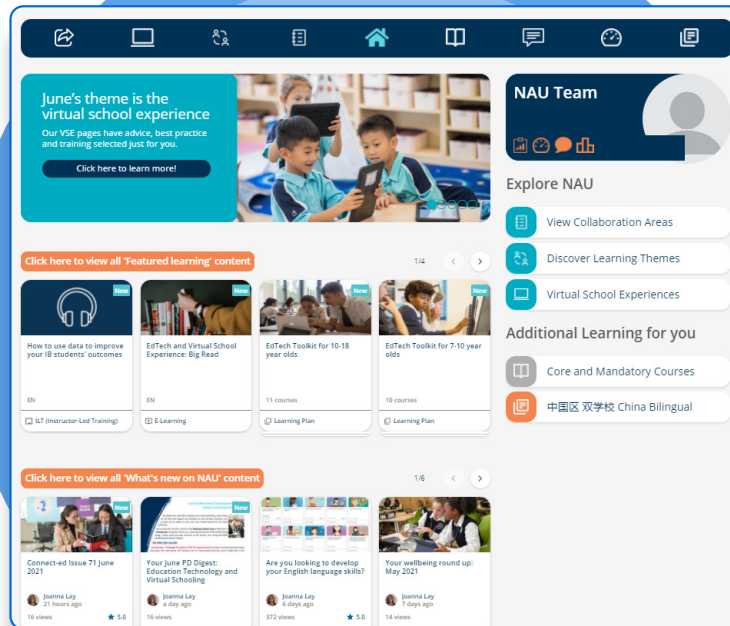 June's theme is the
virtual school experience
Our VSE pages have advice, best practice
and training selected just for you.
Click here to learn more!
NAU Team
Explore NAU
View Collaboration Areas
Discover Learning Themes
Virtual School Experiences
Additional Learning for you
Core and Mandatory Courses
中国区 双学校 China Bilingual
Click here to view all 'Featured learning' content
1/4
New
How to use data to improve
your IB students' outcomes
EN
ILT (Instructor-Led Training)
New
EdTech and Virtual School
Experience: Big Read
EN
E-Learning
New
EdTech Toolkit for 10-18
year olds
11 courses
Learning Plan
New
EdTech Toolkit for 7-10 year
olds
10 courses
Learning Plan
Click here to view all 'What's new on NAU' content
1/6
New
Connect-ed Issue 71 June
2021
Joanna Lay
21 hours ago
16 views
5.0
New
Your June PD Digest:
Education Technology and
Virtual Schooling
Joanna Lay
a day ago
16 views
Are you looking to develop
your English language skills?
Joanna Lay
6 days ago
372 views
5.0
Your wellbeing round up:
May 2021
Joanna Lay
7 days ago
14 views